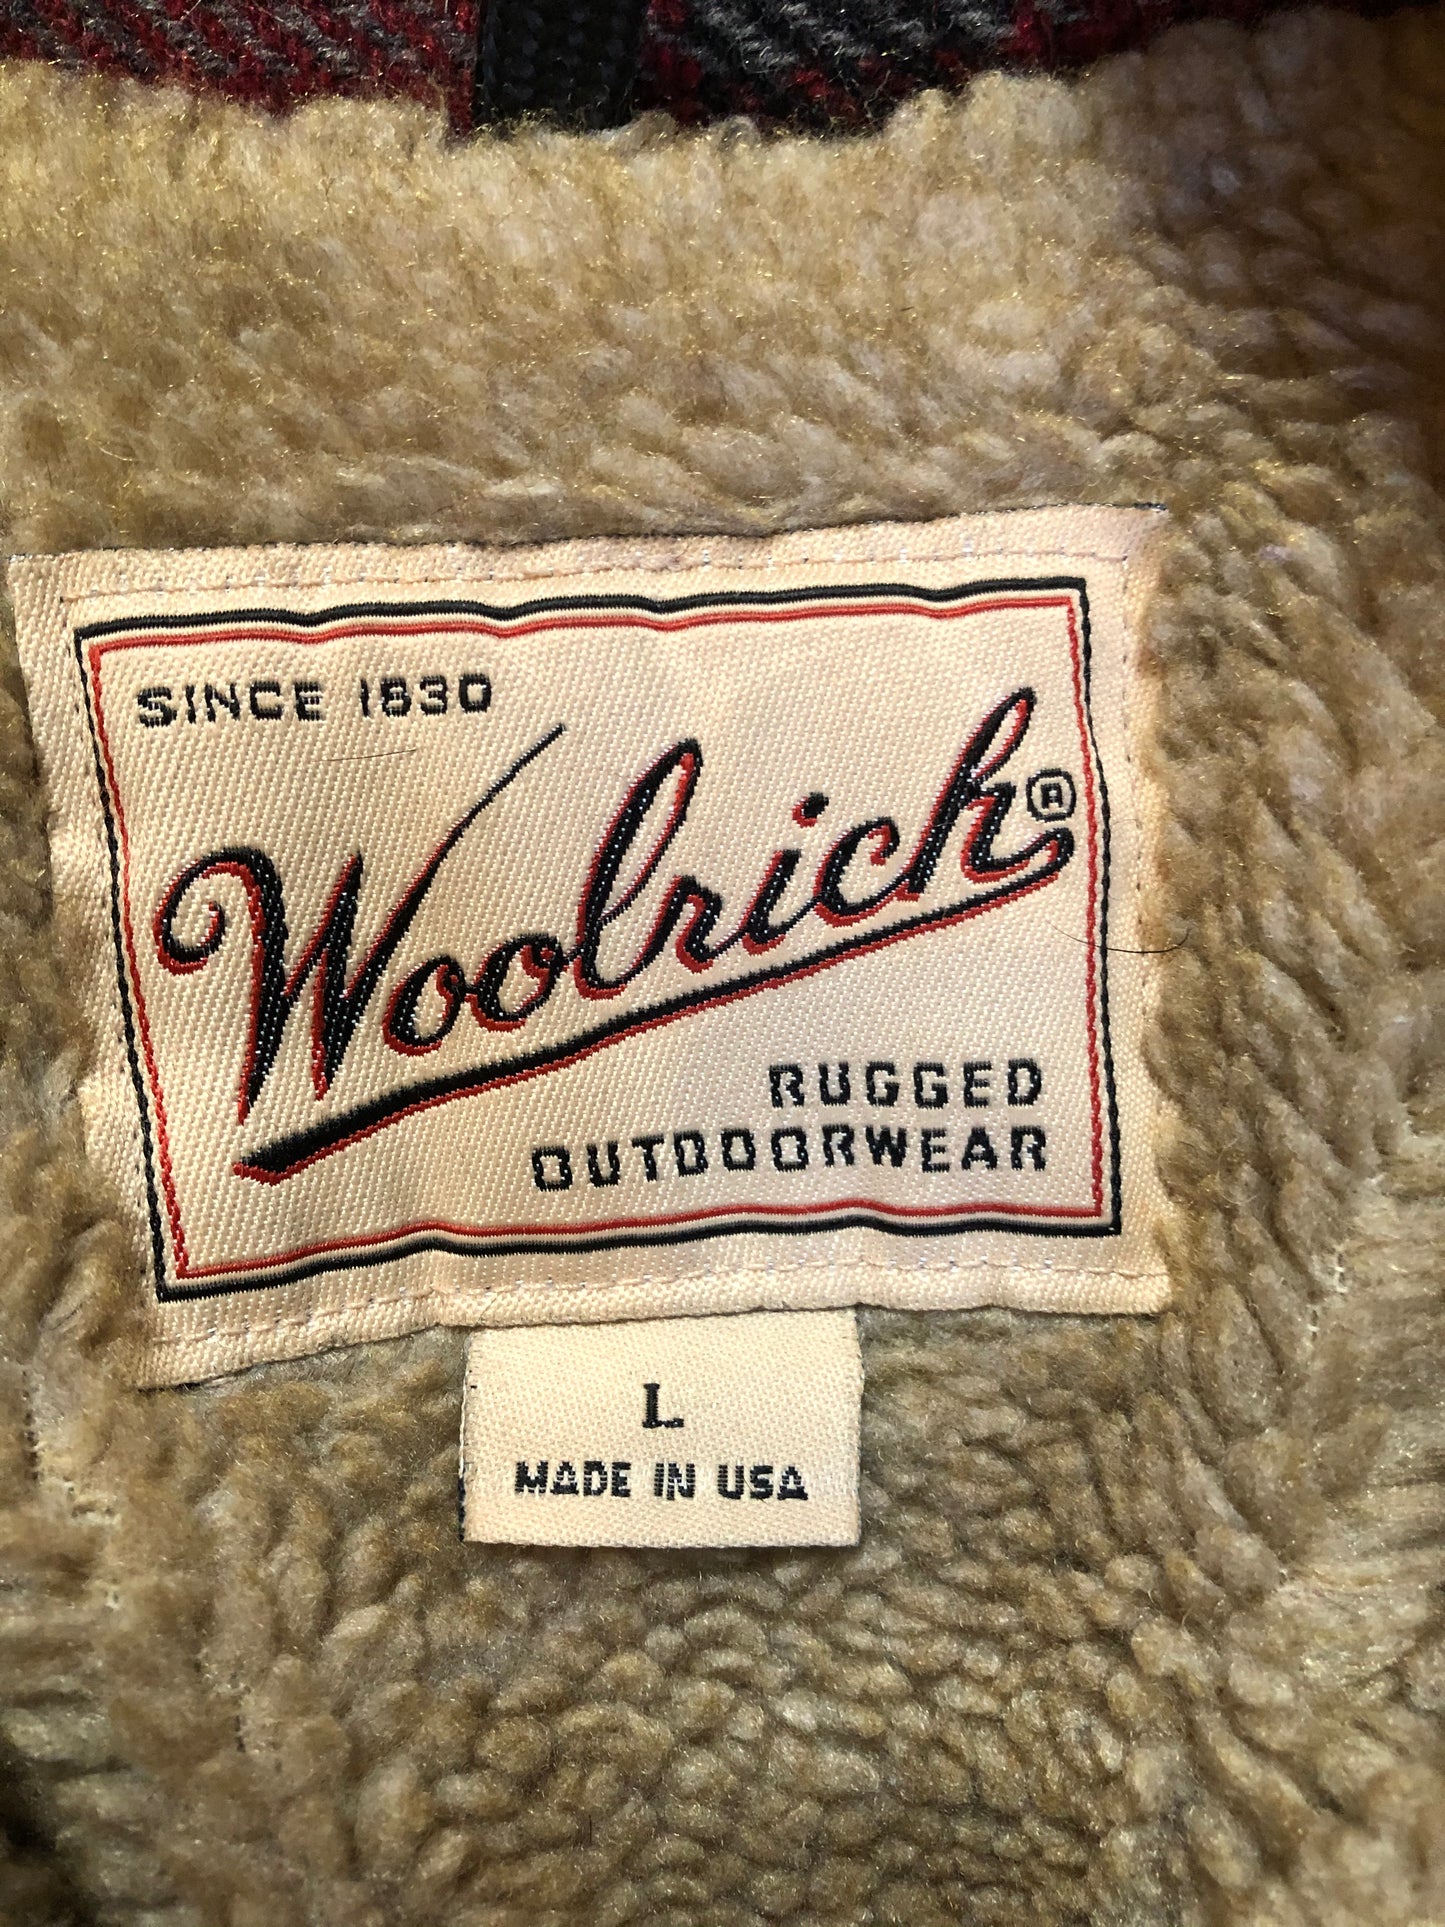 SINCE 1830
Woolrich®
RUGGED
OUTDOORWEAR
L
MADE IN USA